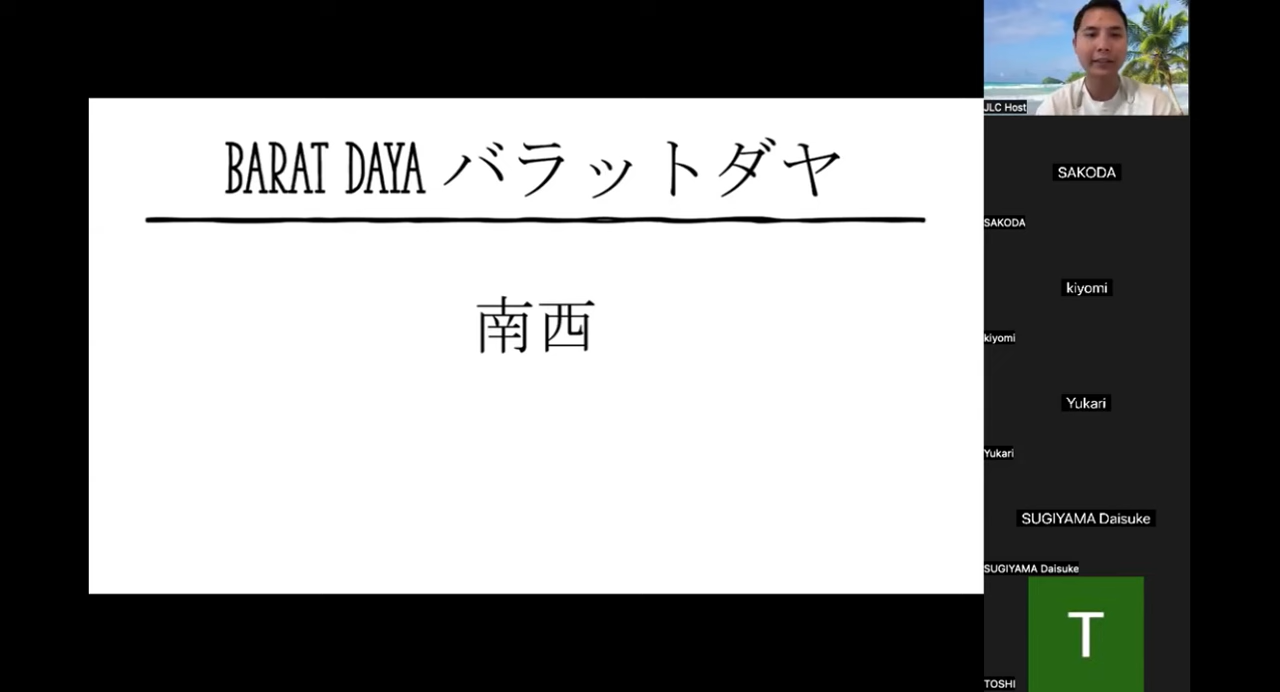 BARAT DAYA バラットダヤ
南西
JLC Host
SAKODA
SAKODA
kiyomi
kiyomi
Yukari
Yukari
SUGIYAMA Daisuke
SUGIYAMA Daisuke
T
TOSHI